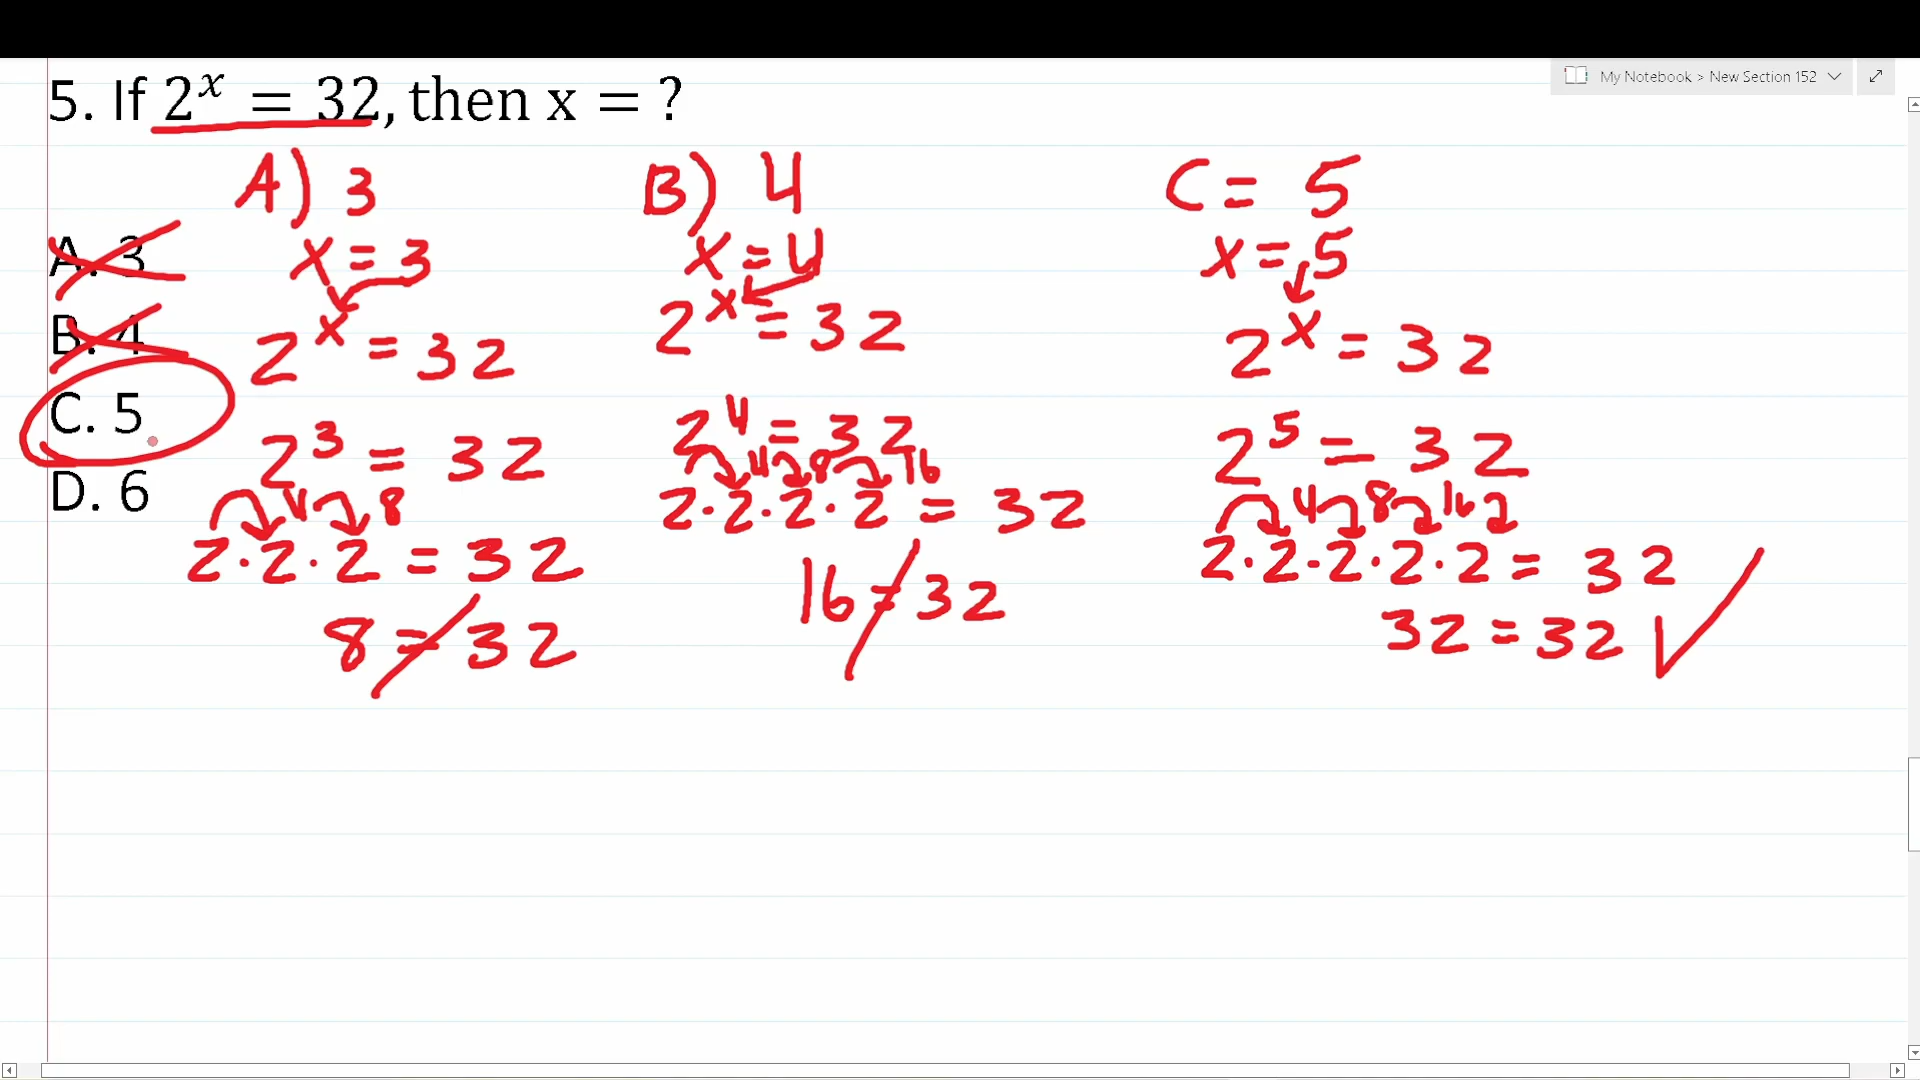 My Notebook > New Section 152
5. If 2^x = 32, then x = ?
A. 3
B. 4
C. 5
D. 6
A) 3
x = 3
2^x = 32
2^3 = 32
4 8
2 · 2 · 2 = 32
8 = 32
B) 4
x = 4
2^x = 32
2^4 = 32
4 8 16
2 · 2 · 2 · 2 = 32
16 = 32
C = 5
x = 5
2^x = 32
2^5 = 32
4 8 16
2 · 2 · 2 · 2 · 2 = 32
32 = 32 ✓